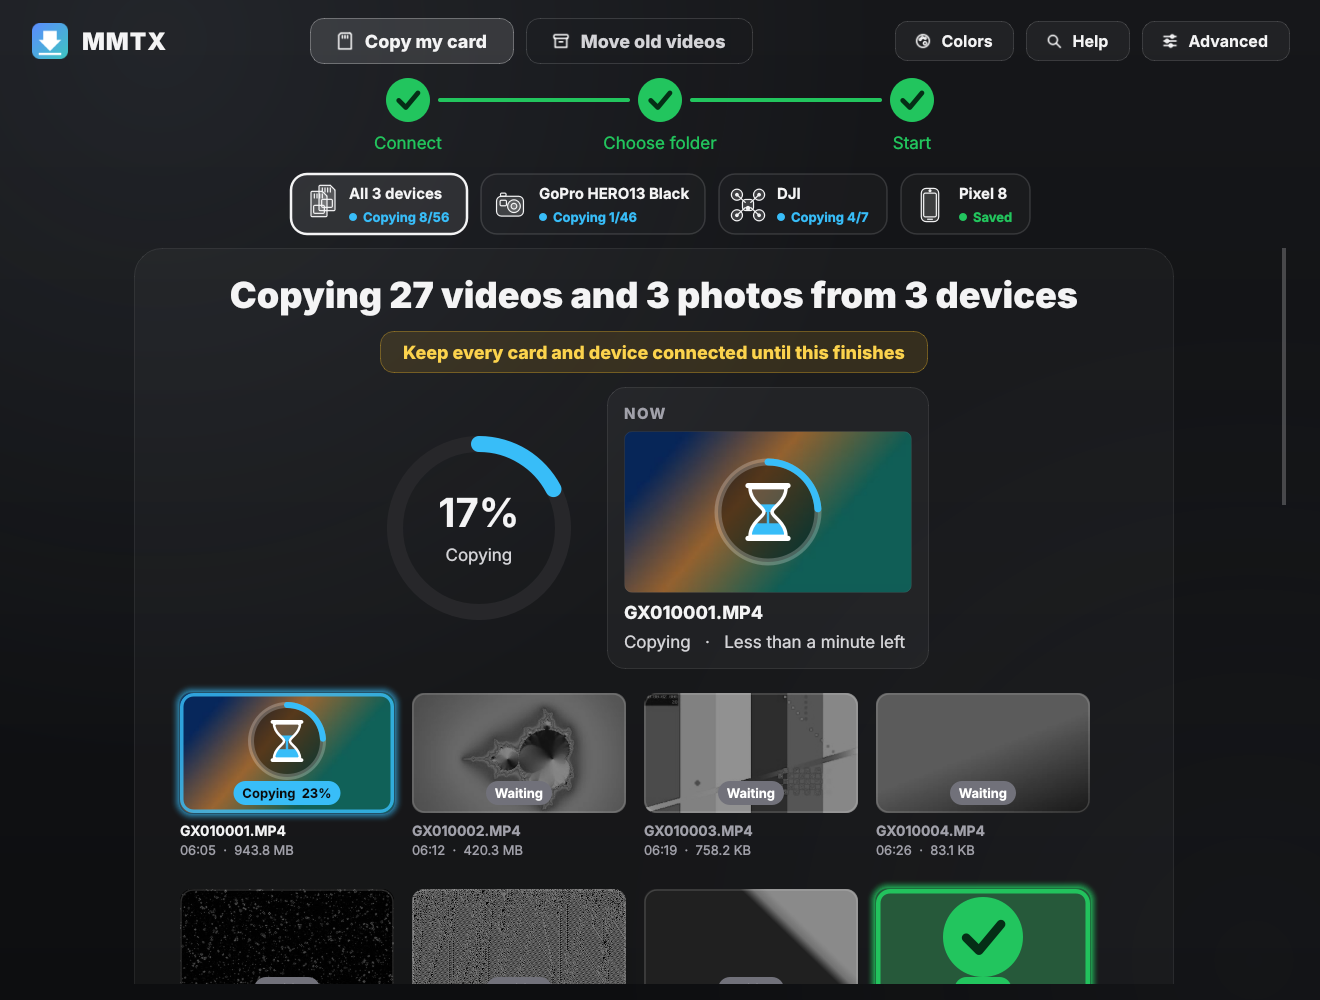 MMTX
Copy my card
Move old videos
Colors
Help
Advanced
Connect
Choose folder
Start
All 3 devices
Copying 8/56
GoPro HERO13 Black
Copying 1/46
DJI
Copying 4/7
Pixel 8
Saved
Copying 27 videos and 3 photos from 3 devices
Keep every card and device connected until this finishes
17%
Copying
NOW
GX010001.MP4
Copying · Less than a minute left
Copying 23%
Waiting
Waiting
Waiting
GX010001.MP4
GX010002.MP4
GX010003.MP4
GX010004.MP4
06:05 · 943.8 MB
06:12 · 420.3 MB
06:19 · 758.2 KB
06:26 · 83.1 KB